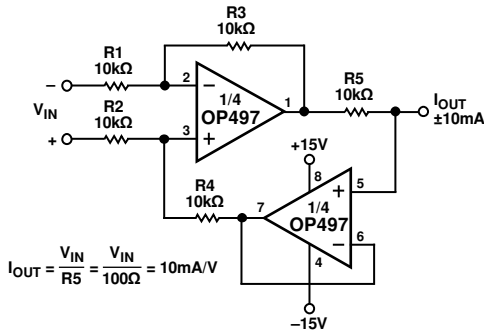 R3
10kΩ
R1
10kΩ
−
2
−
1/4
OP497
1
R5
10kΩ
I_OUT
±10mA
V_IN
R2
10kΩ
+
3
+
+15V
R4
10kΩ
8
+
5
7
1/4
OP497
−
6
4
I_OUT = V_IN / R5 = V_IN / 100Ω = 10mA/V
−15V